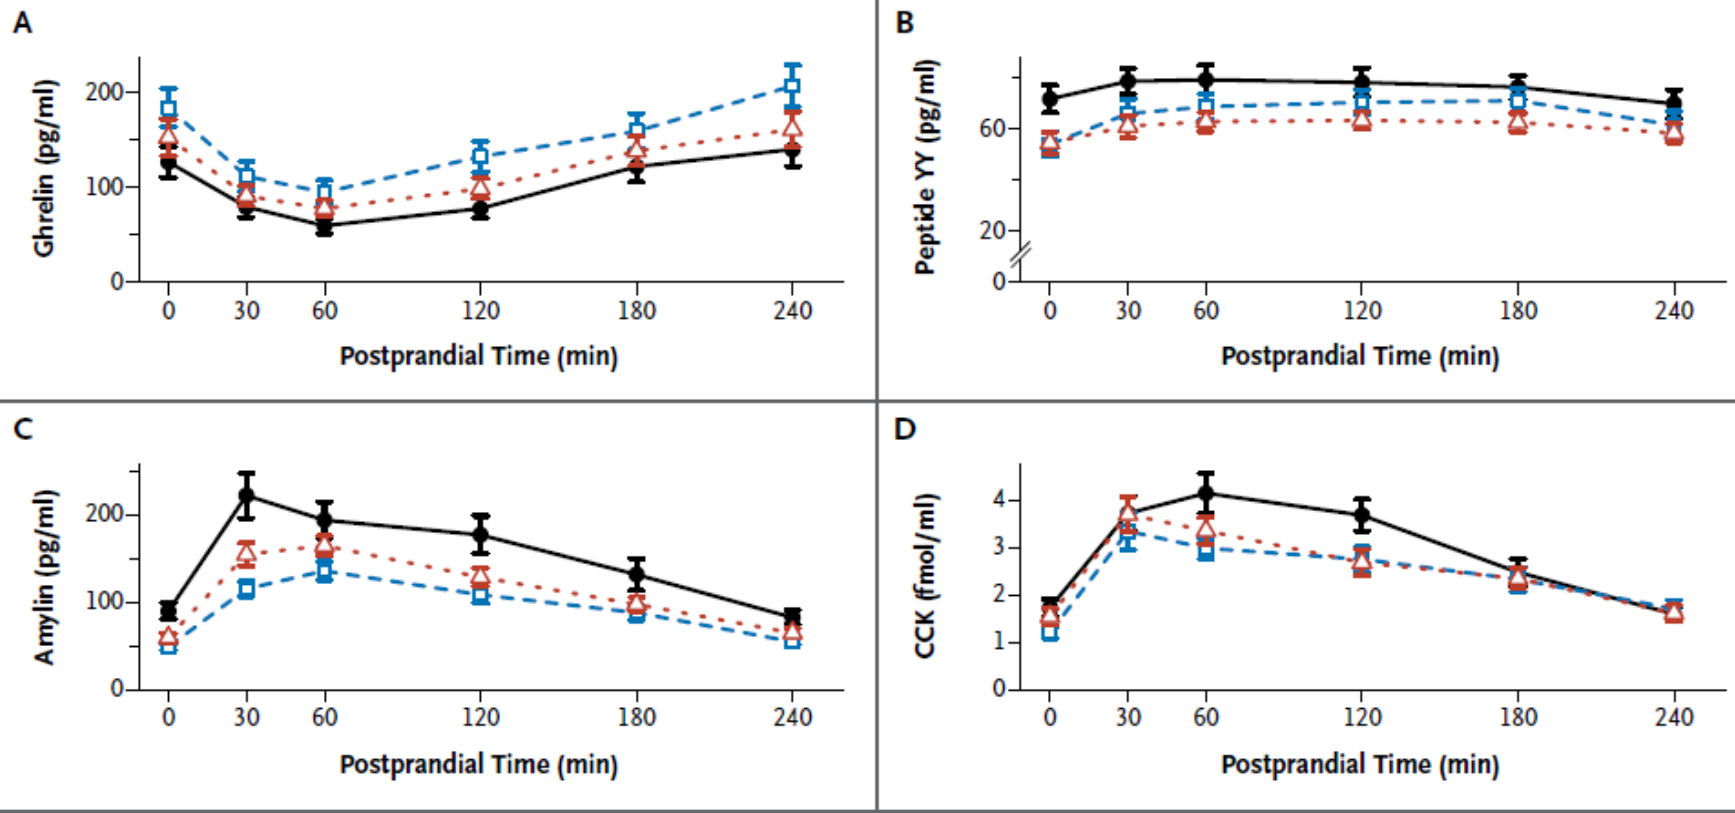 A
Ghrelin (pg/ml)
200
100
0
0 30 60 120 180 240
Postprandial Time (min)
B
Peptide YY (pg/ml)
60
20
0
0 30 60 120 180 240
Postprandial Time (min)
C
Amylin (pg/ml)
200
100
0
0 30 60 120 180 240
Postprandial Time (min)
D
CCK (fmol/ml)
4
3
2
1
0
0 30 60 120 180 240
Postprandial Time (min)